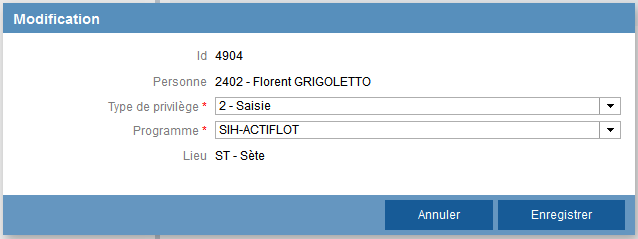 Modification
Id 4904
Personne 2402 - Florent GRIGOLETTO
Type de privilège * 2 - Saisie
Programme * SIH-ACTIFLOT
Lieu ST - Sète
Annuler Enregistrer